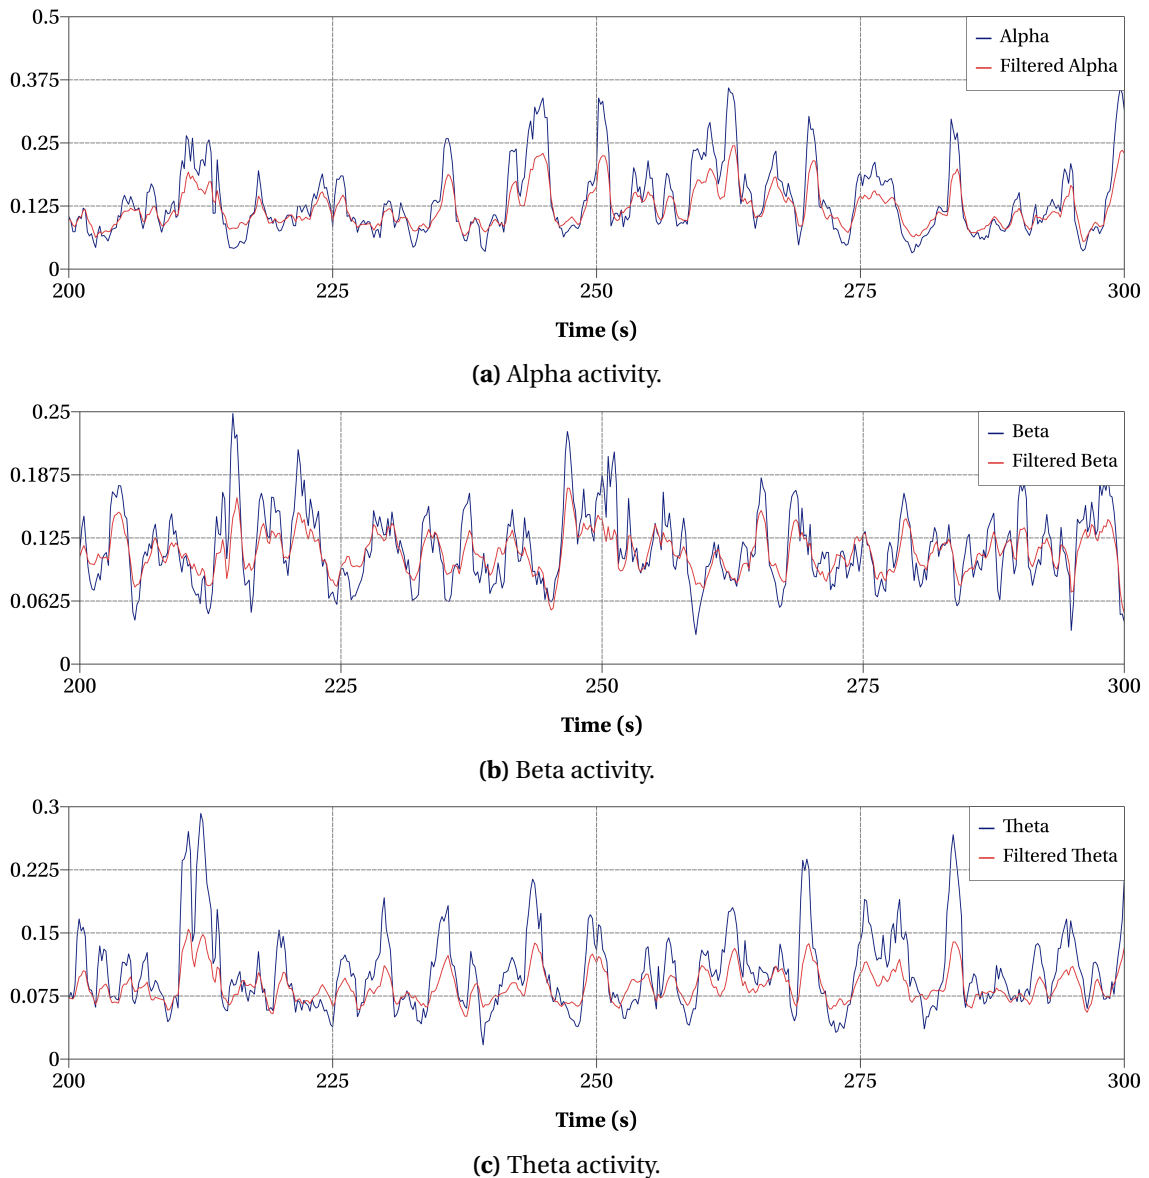 0.5
Alpha
Filtered Alpha
0.375
0.25
0.125
0
200 225 250 275 300
Time (s)
(a) Alpha activity.
0.25
Beta
Filtered Beta
0.1875
0.125
0.0625
0
200 225 250 275 300
Time (s)
(b) Beta activity.
0.3
Theta
Filtered Theta
0.225
0.15
0.075
0
200 225 250 275 300
Time (s)
(c) Theta activity.